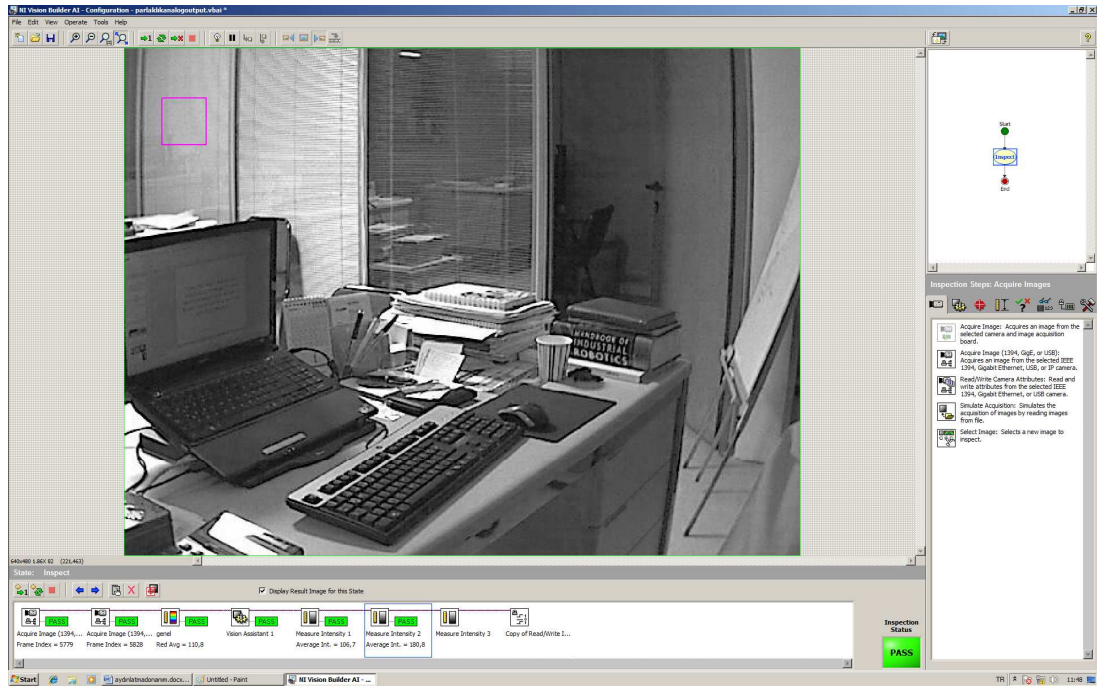 NI Vision Builder AI - Configuration - parlaklıkanalogoutput.vbai *
File Edit View Operate Tools Help
Start
Inspect
End
HANDBOOK OF
INDUSTRIAL
ROBOTICS
Inspection Steps: Acquire Images
Acquire Image: Acquires an image from the
selected camera and image acquisition
board.
Acquire Image (1394, GigE, or USB):
Acquires an image from the selected IEEE
1394, Gigabit Ethernet, USB, or IP camera.
Read/Write Camera Attributes: Read and
write attributes from the selected IEEE
1394, Gigabit Ethernet, or USB camera.
Simulate Acquisition: Simulates the
acquisition of images by reading images
from file.
Select Image: Selects a new image to
inspect.
640x480 1.86X 82 (221,463)
State: Inspect
Display Result Image for this State
PASS PASS PASS PASS PASS PASS
Acquire Image (1394,... Acquire Image (1394,... genel Vision Assistant 1 Measure Intensity 1 Measure Intensity 2 Measure Intensity 3 Copy of Read/Write I...
Frame Index = 5779 Frame Index = 5828 Red Avg = 110,8 Average Int. = 106,7 Average Int. = 180,8
Inspection
Status
PASS
Start aydınlatmadonanım.docx... Untitled - Paint NI Vision Builder AI - ... TR 11:48